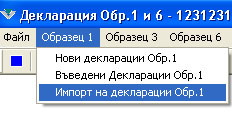 Декларация Обр.1 и 6 - 1231231
Файл Образец 1 Образец 3 Образец 6
Нови декларации Обр.1
Въведени Декларации Обр.1
Импорт на декларации Обр.1